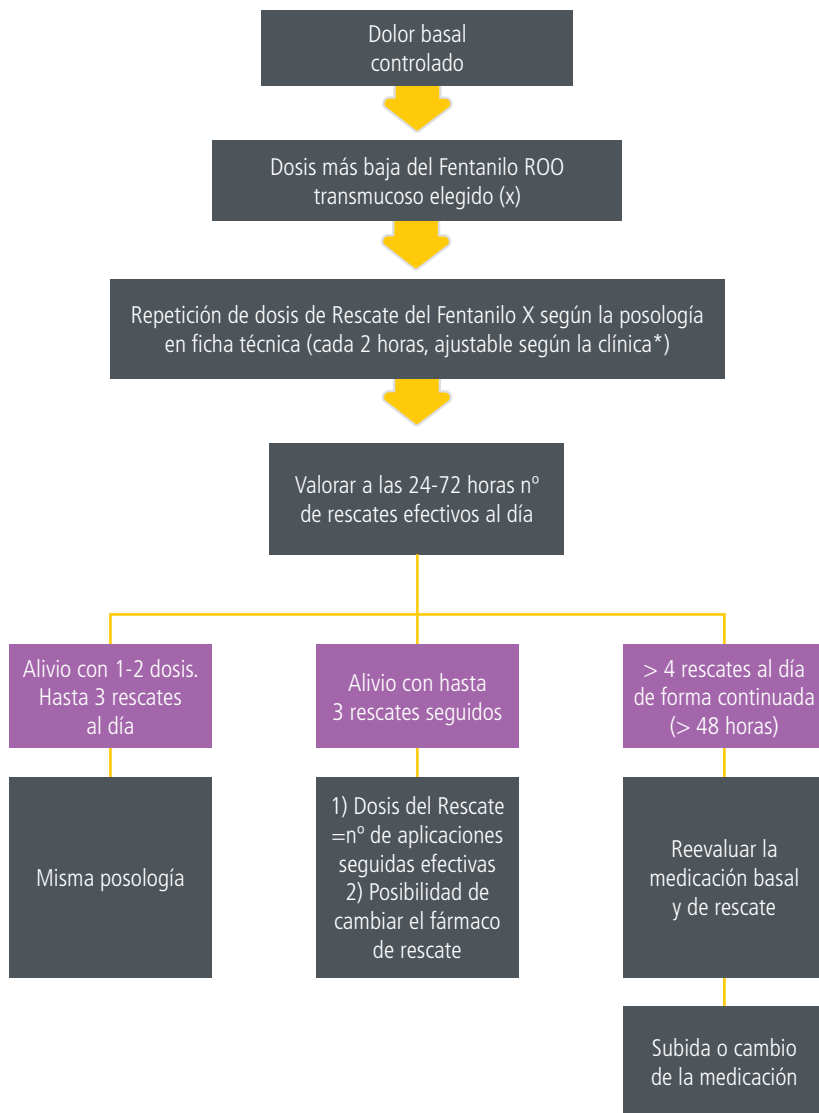 Dolor basal
controlado
Dosis más baja del Fentanilo ROO
transmucoso elegido (x)
Repetición de dosis de Rescate del Fentanilo X según la posología
en ficha técnica (cada 2 horas, ajustable según la clínica*)
Valorar a las 24-72 horas nº
de rescates efectivos al día
Alivio con 1-2 dosis.
Hasta 3 rescates
al día
Alivio con hasta
3 rescates seguidos
> 4 rescates al día
de forma continuada
(> 48 horas)
Misma posología
1) Dosis del Rescate
=nº de aplicaciones
seguidas efectivas
2) Posibilidad de
cambiar el fármaco
de rescate
Reevaluar la
medicación basal
y de rescate
Subida o cambio
de la medicación